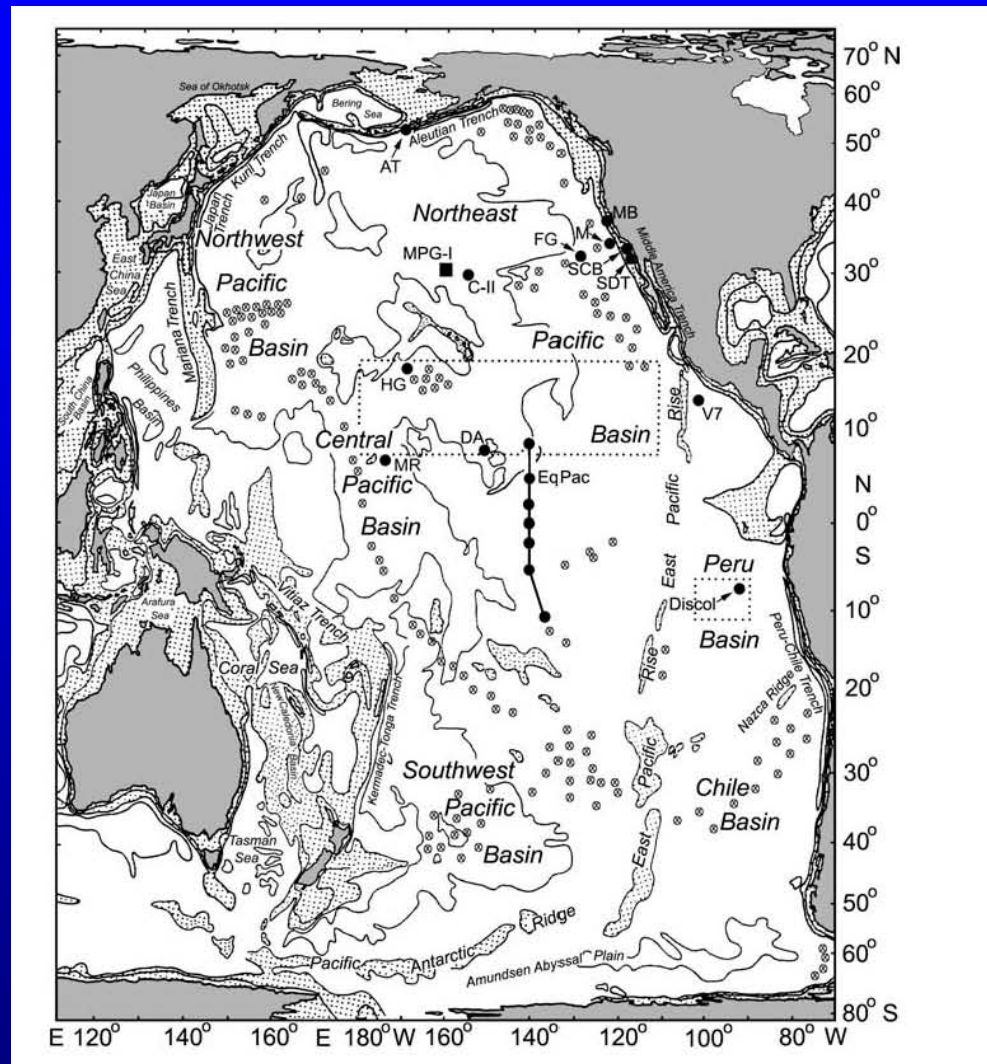 70° N
Sea of Okhotsk
Bering
Sea
60°
Aleutian Trench
AT
50°
Kuril Trench
Japan
Basin
Japan
Trench
40°
Northeast
MB
Northwest
M
FG
East
China
Sea
MPG-I
SCB
Middle America Trench
Pacific
C-II
SDT
30°
Mariana Trench
Basin
Pacific
20°
Philippines
Basin
South China
Basin
HG
Rise
V7
Central
DA
Basin
10°
MR
Pacific
EqPac
Pacific
N
Basin
0°
S
East
Peru
Vitiaz Trench
Discol
Arafura
Sea
10°
Basin
Coral Sea
Rise
Peru-Chile Trench
20°
New Caledonia
Basin
Kermadec-Tonga Trench
Nazca Ridge
Southwest
Pacific
Chile
30°
Pacific
Basin
Tasman
Sea
Basin
East
40°
50°
Ridge
Pacific
Antarctic
Amundsen Abyssal Plain
60°
80° S
E 120° 140° 160° E 180° W 160° 140° 120° 100° 80° W